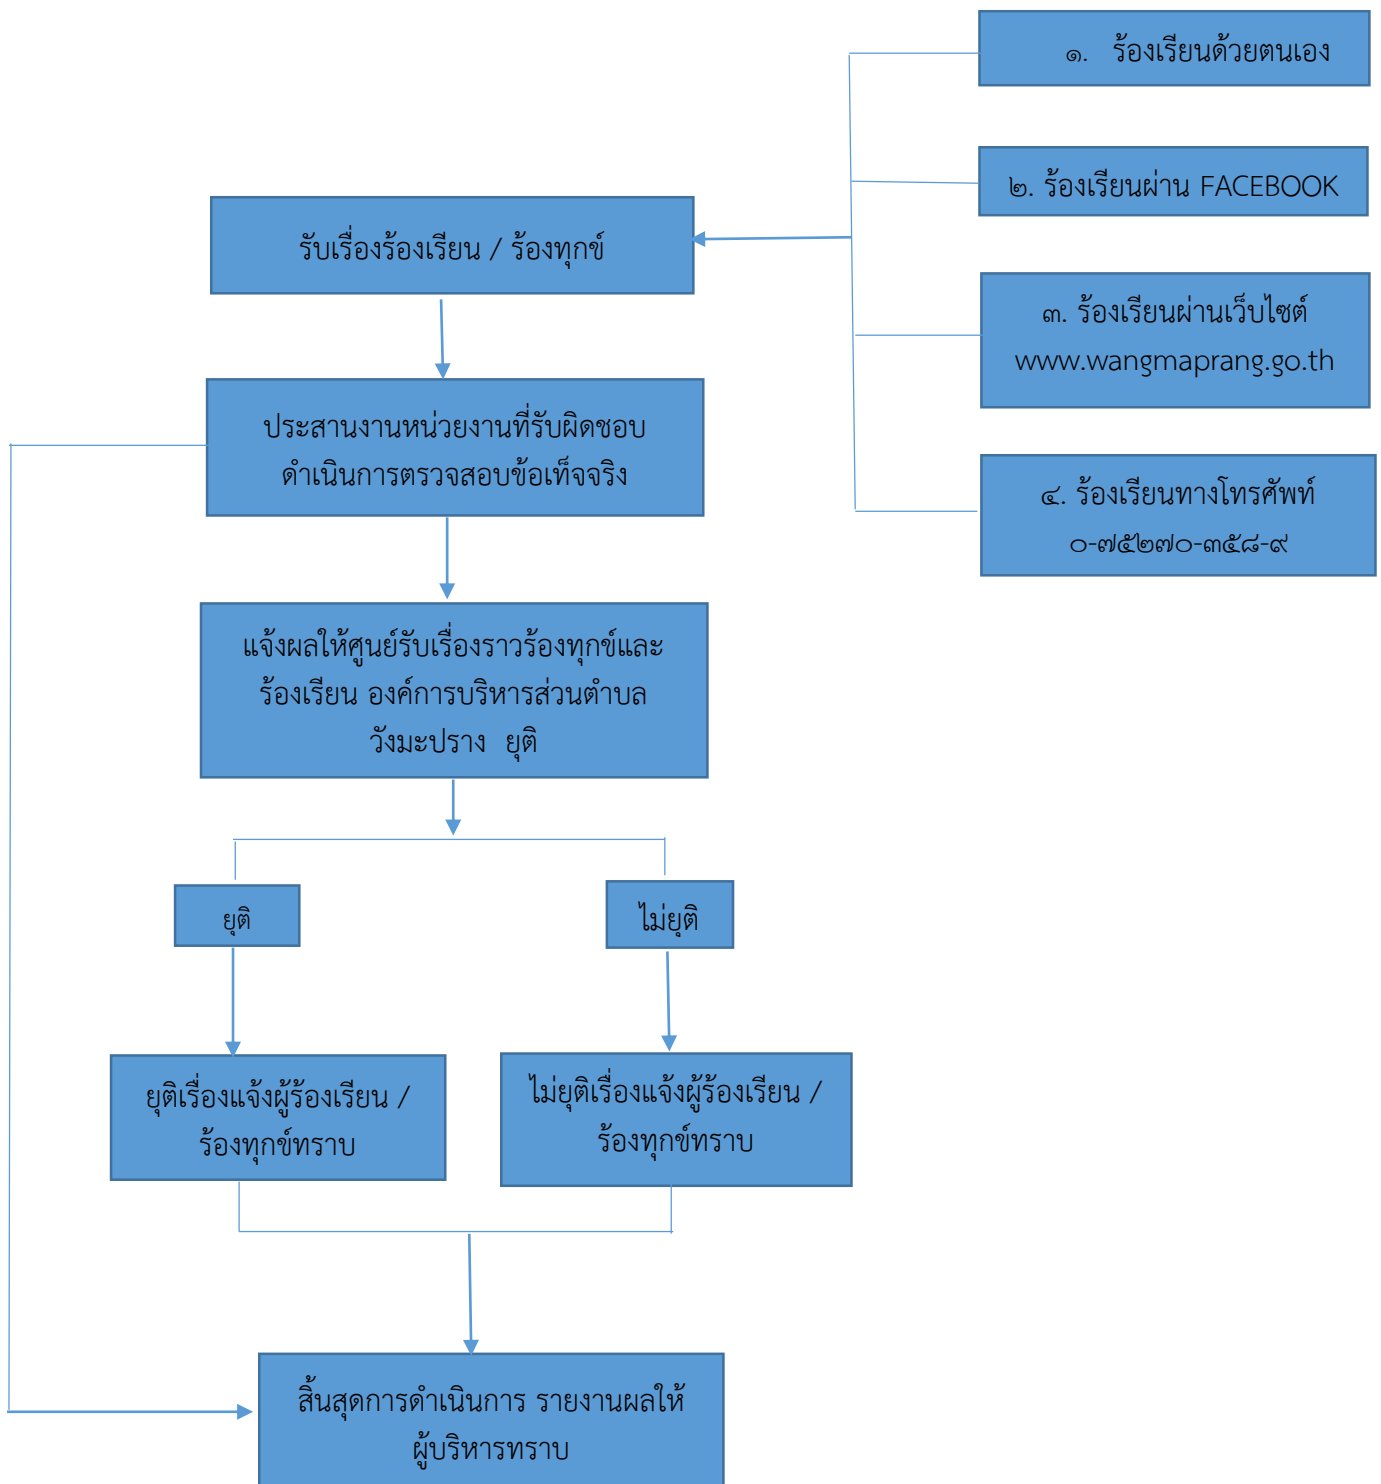 ๑. ร้องเรียนด้วยตนเอง
๒. ร้องเรียนผ่าน FACEBOOK
รับเรื่องร้องเรียน / ร้องทุกข์
๓. ร้องเรียนผ่านเว็บไซต์
www.wangmaprang.go.th
ประสานงานหน่วยงานที่รับผิดชอบ
ดำเนินการตรวจสอบข้อเท็จจริง
๔. ร้องเรียนทางโทรศัพท์
๐-๗๕๒๗๐-๓๕๘-๙
แจ้งผลให้ศูนย์รับเรื่องราวร้องทุกข์และ
ร้องเรียน องค์การบริหารส่วนตำบล
วังมะปราง ยุติ
ยุติ
ไม่ยุติ
ยุติเรื่องแจ้งผู้ร้องเรียน /
ร้องทุกข์ทราบ
ไม่ยุติเรื่องแจ้งผู้ร้องเรียน /
ร้องทุกข์ทราบ
สิ้นสุดการดำเนินการ รายงานผลให้
ผู้บริหารทราบ